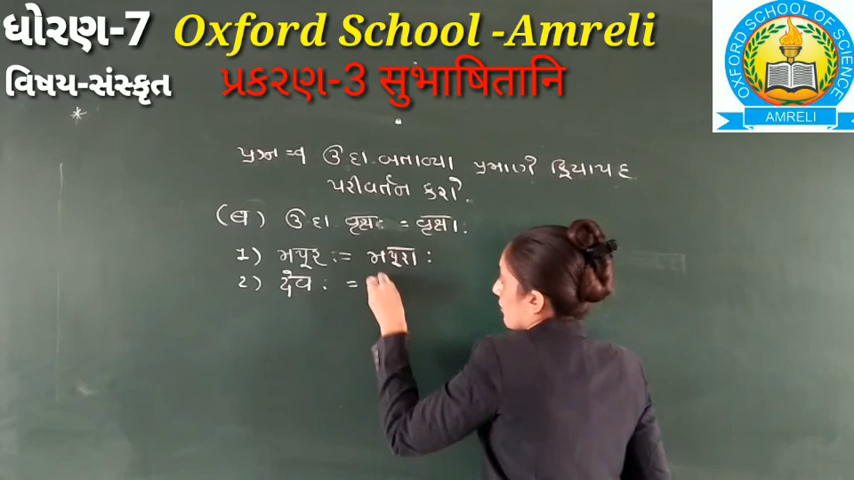 ધોરણ-7 Oxford School -Amreli
વિષય-સંસ્કૃત પ્રકરણ-3 सुभाषितानि
OXFORD SCHOOL OF SCIENCE
AMRELI
પ્રશ્ન =૧ ઉદા. બતાવ્યા પ્રમાણે ક્રિયાપદ
પરીવર્તન કરો.
(બ) ઉદા. वृक्षः = वृक्षाः
1) મયૂર := મયૂરા :
2) देव : =